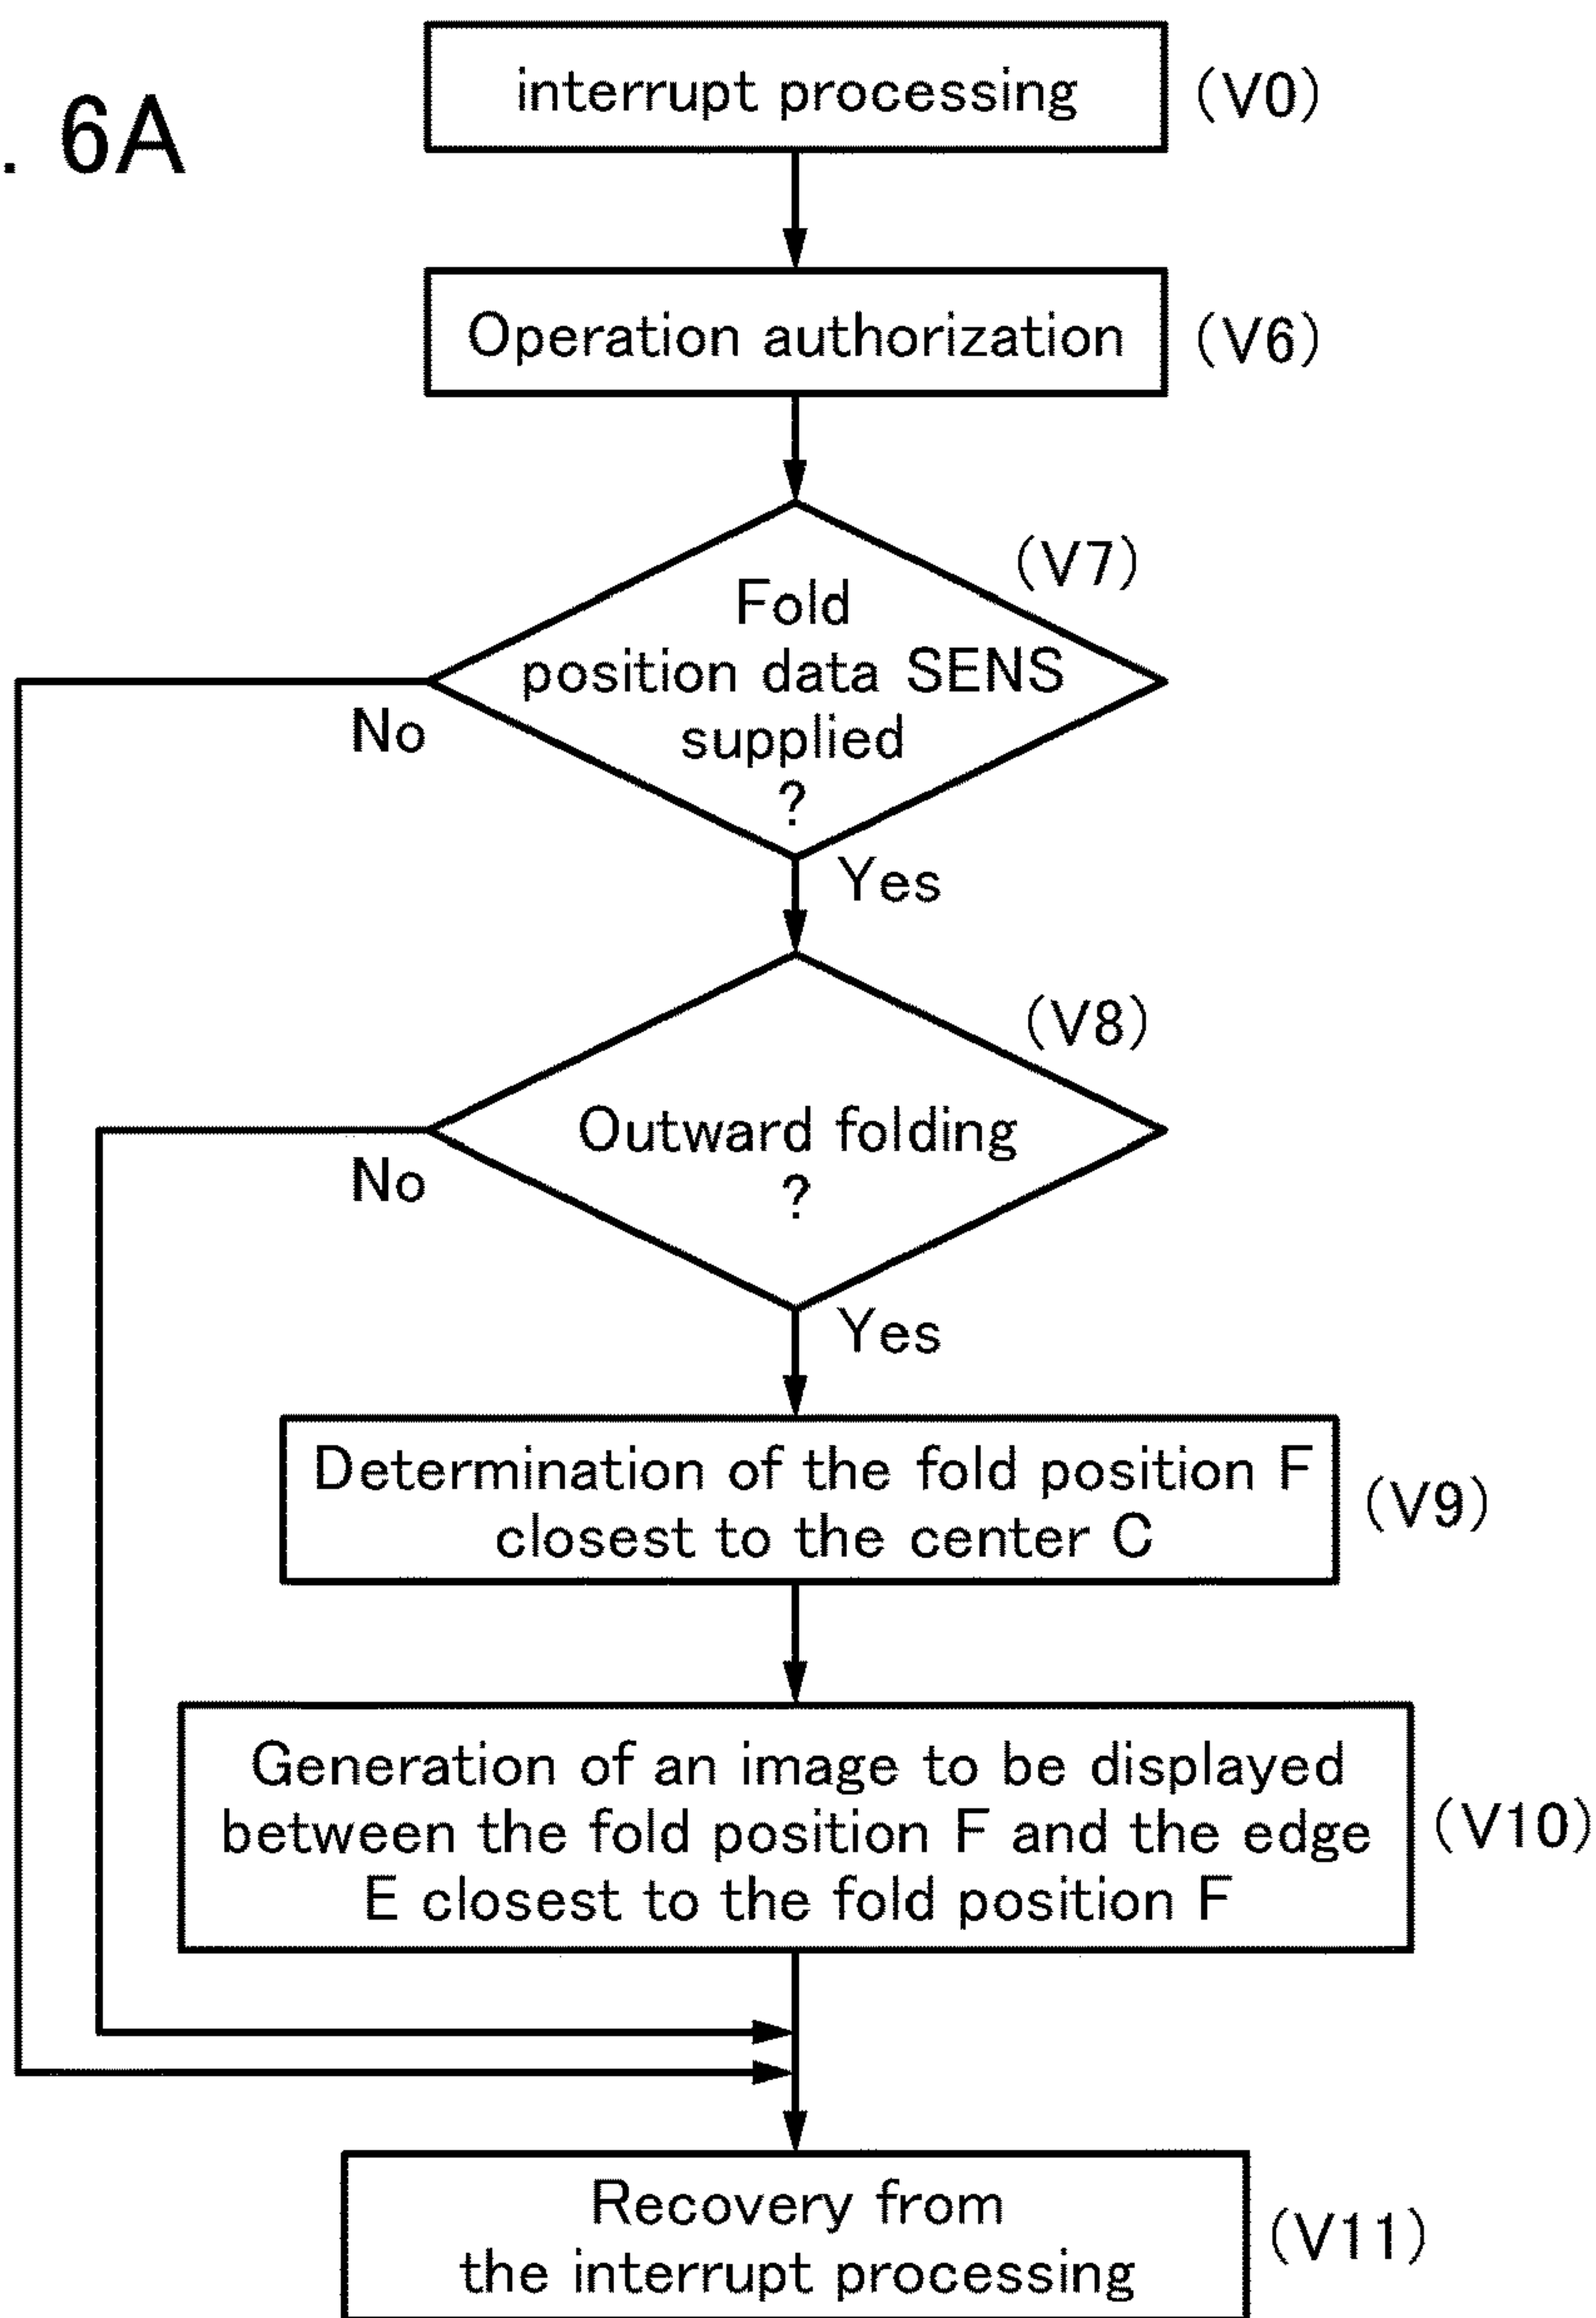 . 6A
interrupt processing
(V0)
Operation authorization
(V6)
(V7)
Fold
position data SENS
supplied
?
No
Yes
(V8)
Outward folding
?
No
Yes
Determination of the fold position F
closest to the center C
(V9)
Generation of an image to be displayed
between the fold position F and the edge
E closest to the fold position F
(V10)
Recovery from
the interrupt processing
(V11)